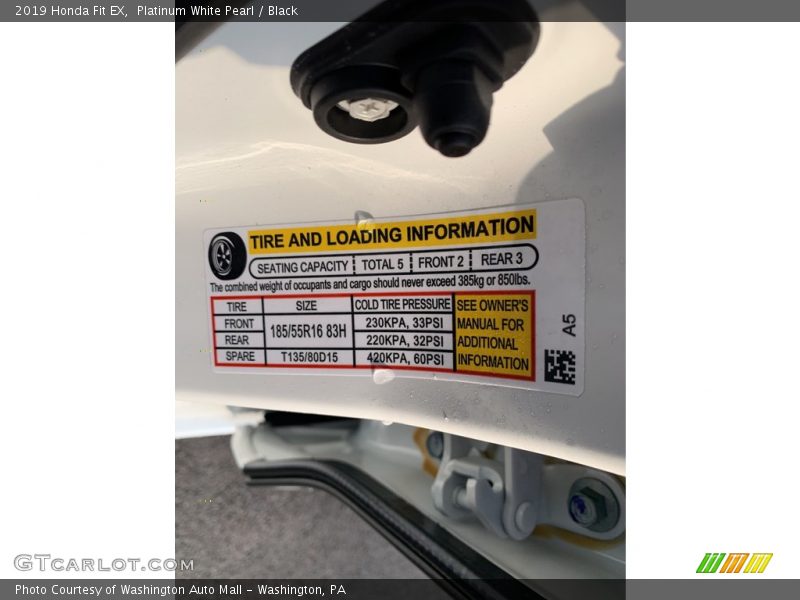 2019 Honda Fit EX,  Platinum White Pearl / Black
TIRE AND LOADING INFORMATION
SEATING CAPACITY TOTAL 5 FRONT 2 REAR 3
The combined weight of occupants and cargo should never exceed 385kg or 850lbs.
TIRE SIZE COLD TIRE PRESSURE
FRONT 185/55R16 83H 230KPA, 33PSI
REAR 220KPA, 32PSI
SPARE T135/80D15 420KPA, 60PSI
SEE OWNER'S
MANUAL FOR
ADDITIONAL
INFORMATION
A5
GTcarlot.com
Photo Courtesy of Washington Auto Mall - Washington, PA